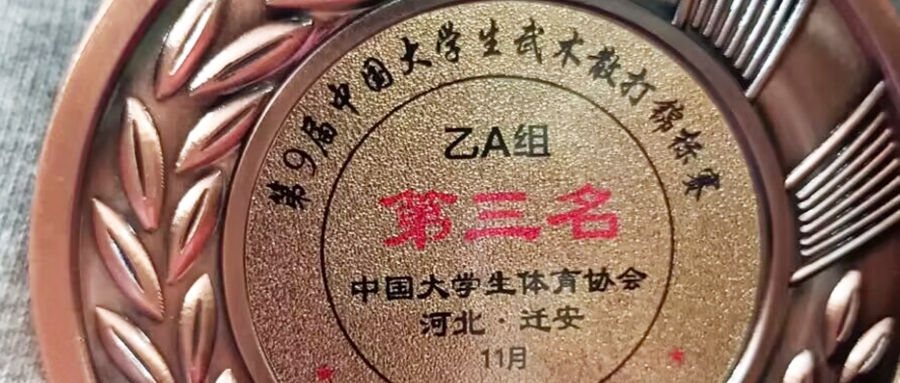 第9届中国大学生武术散打锦标赛
乙A组
第三名
中国大学生体育协会
河北·迁安
11月